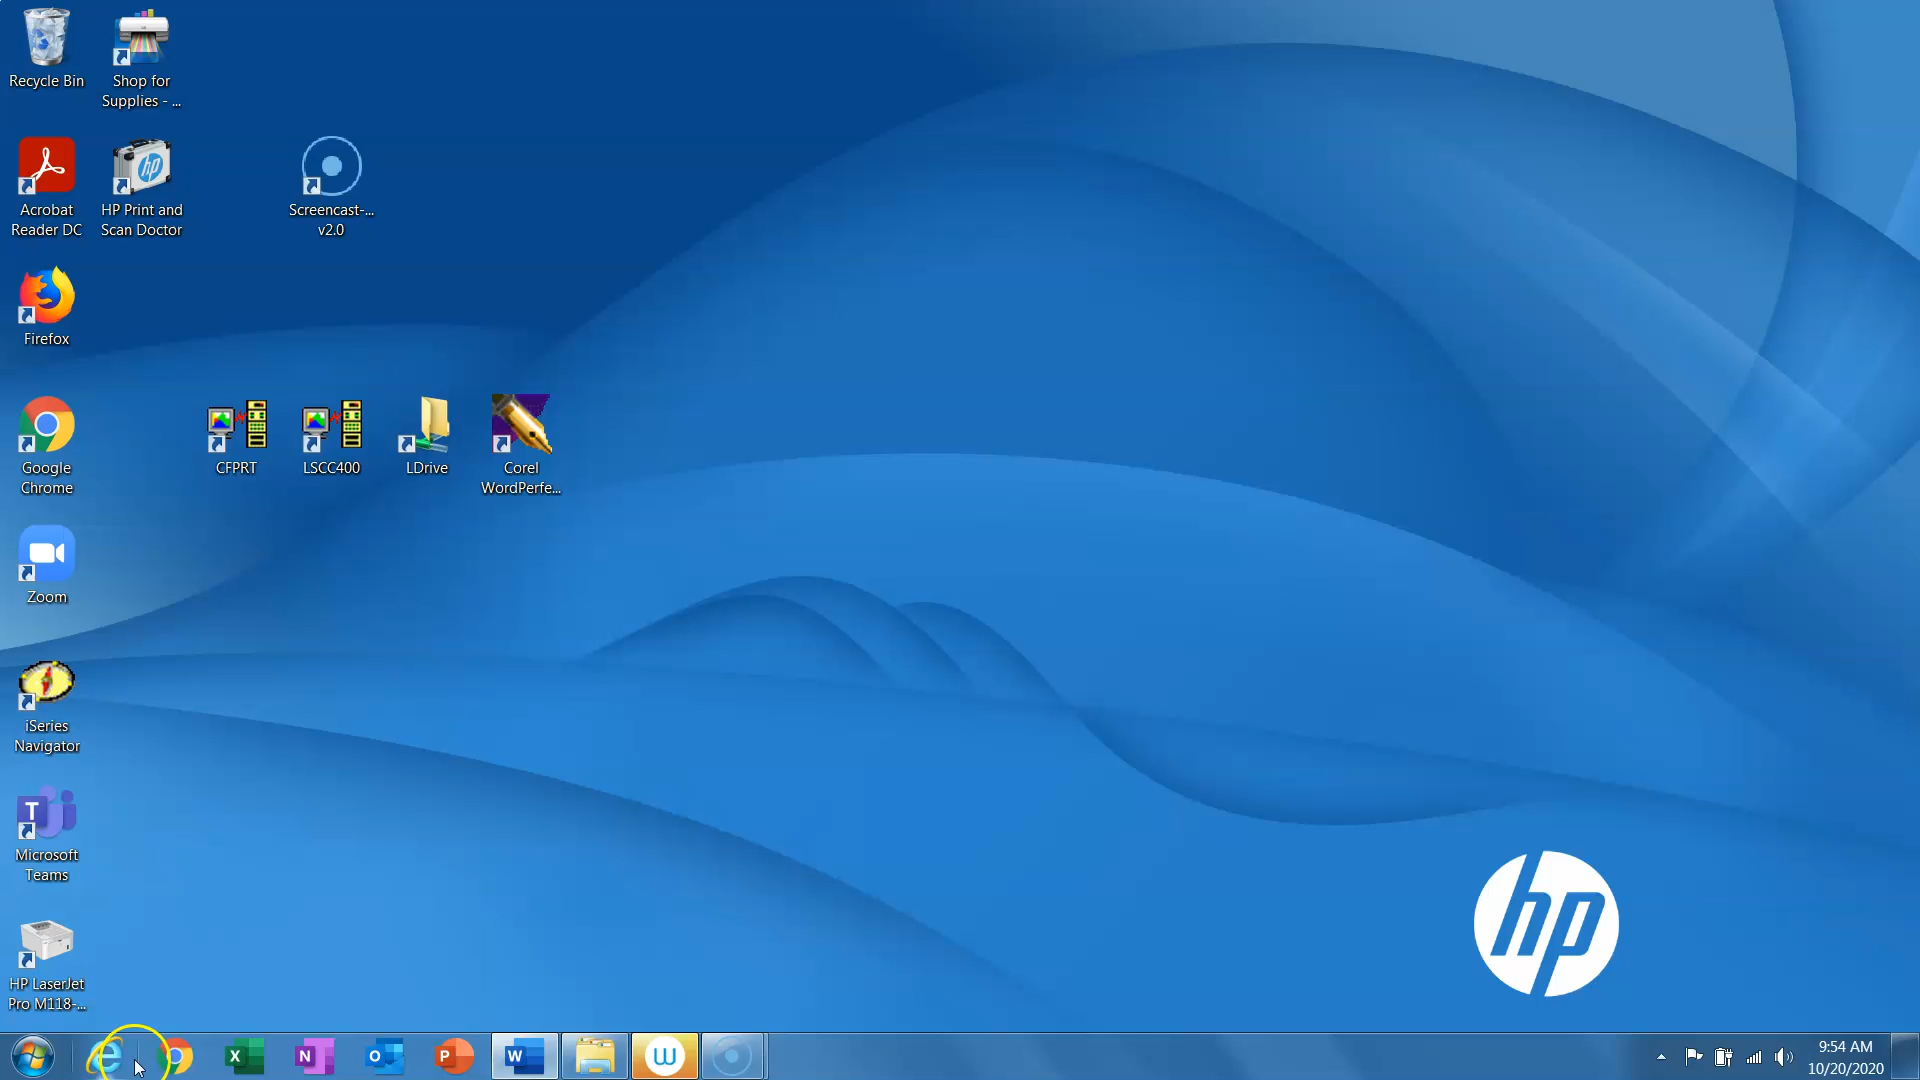 Recycle Bin
Shop for
Supplies - ...
Acrobat
Reader DC
HP Print and
Scan Doctor
hp
Screencast-...
v2.0
Firefox
Google
Chrome
CFPRT
LSCC400
LDrive
Corel
WordPerfe...
Zoom
iSeries
Navigator
T
Microsoft
Teams
HP LaserJet
Pro M118-...
hp
X
N
O
P
W
W
9:54 AM
10/20/2020